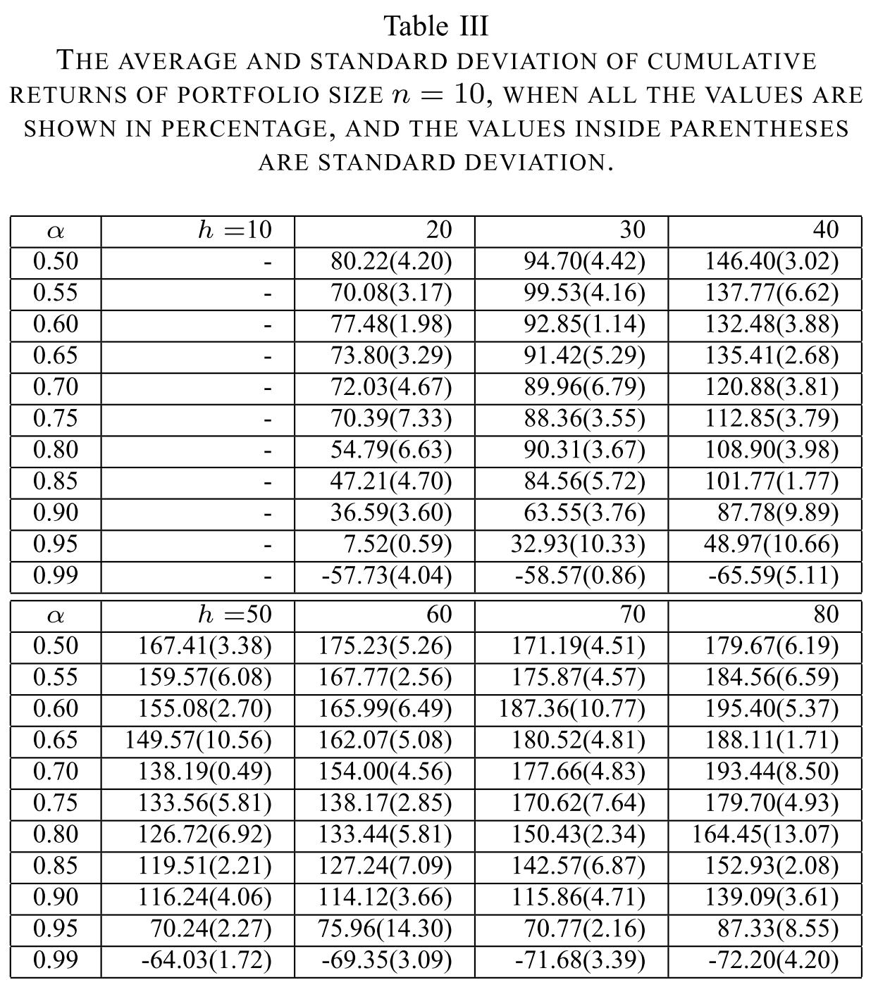 Table III
THE AVERAGE AND STANDARD DEVIATION OF CUMULATIVE
RETURNS OF PORTFOLIO SIZE n = 10, WHEN ALL THE VALUES ARE
SHOWN IN PERCENTAGE, AND THE VALUES INSIDE PARENTHESES
ARE STANDARD DEVIATION.
α h =10 20 30 40
0.50 - 80.22(4.20) 94.70(4.42) 146.40(3.02)
0.55 - 70.08(3.17) 99.53(4.16) 137.77(6.62)
0.60 - 77.48(1.98) 92.85(1.14) 132.48(3.88)
0.65 - 73.80(3.29) 91.42(5.29) 135.41(2.68)
0.70 - 72.03(4.67) 89.96(6.79) 120.88(3.81)
0.75 - 70.39(7.33) 88.36(3.55) 112.85(3.79)
0.80 - 54.79(6.63) 90.31(3.67) 108.90(3.98)
0.85 - 47.21(4.70) 84.56(5.72) 101.77(1.77)
0.90 - 36.59(3.60) 63.55(3.76) 87.78(9.89)
0.95 - 7.52(0.59) 32.93(10.33) 48.97(10.66)
0.99 - -57.73(4.04) -58.57(0.86) -65.59(5.11)
α h =50 60 70 80
0.50 167.41(3.38) 175.23(5.26) 171.19(4.51) 179.67(6.19)
0.55 159.57(6.08) 167.77(2.56) 175.87(4.57) 184.56(6.59)
0.60 155.08(2.70) 165.99(6.49) 187.36(10.77) 195.40(5.37)
0.65 149.57(10.56) 162.07(5.08) 180.52(4.81) 188.11(1.71)
0.70 138.19(0.49) 154.00(4.56) 177.66(4.83) 193.44(8.50)
0.75 133.56(5.81) 138.17(2.85) 170.62(7.64) 179.70(4.93)
0.80 126.72(6.92) 133.44(5.81) 150.43(2.34) 164.45(13.07)
0.85 119.51(2.21) 127.24(7.09) 142.57(6.87) 152.93(2.08)
0.90 116.24(4.06) 114.12(3.66) 115.86(4.71) 139.09(3.61)
0.95 70.24(2.27) 75.96(14.30) 70.77(2.16) 87.33(8.55)
0.99 -64.03(1.72) -69.35(3.09) -71.68(3.39) -72.20(4.20)